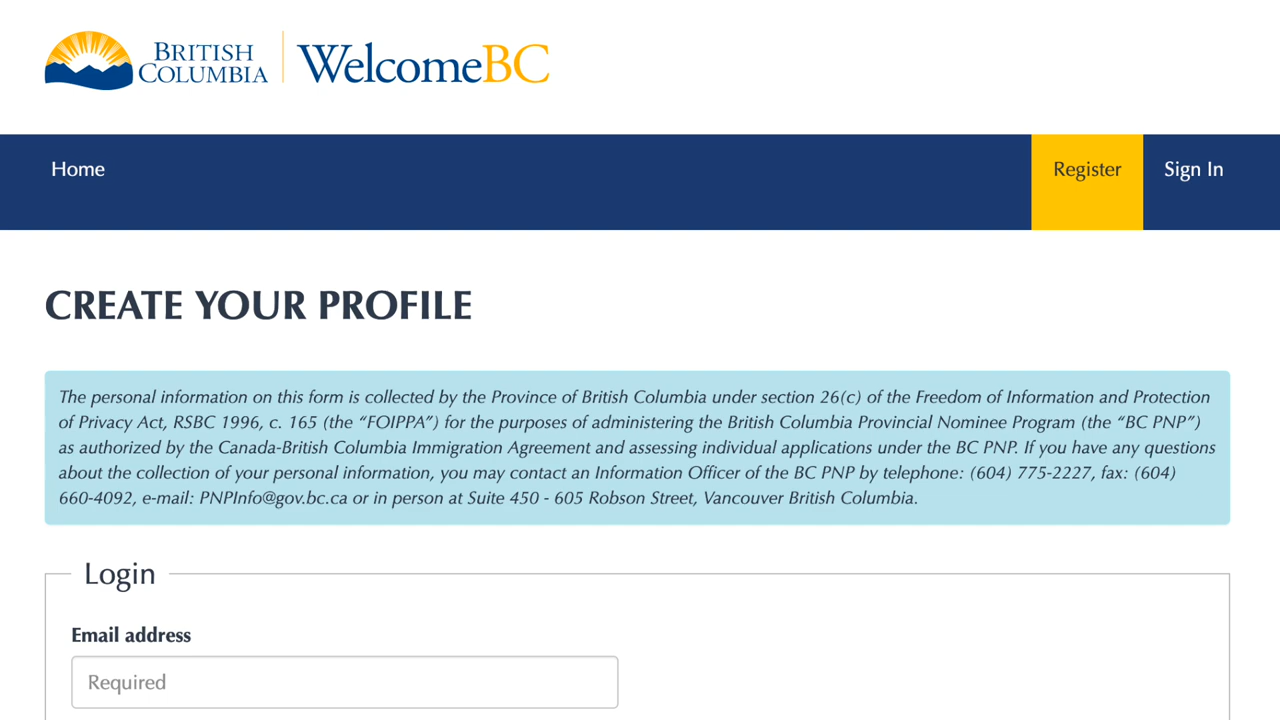 BRITISH
COLUMBIA
WelcomeBC
Home
Register
Sign In
CREATE YOUR PROFILE
The personal information on this form is collected by the Province of British Columbia under section 26(c) of the Freedom of Information and Protection
of Privacy Act, RSBC 1996, c. 165 (the “FOIPPA”) for the purposes of administering the British Columbia Provincial Nominee Program (the “BC PNP”)
as authorized by the Canada-British Columbia Immigration Agreement and assessing individual applications under the BC PNP. If you have any questions
about the collection of your personal information, you may contact an Information Officer of the BC PNP by telephone: (604) 775-2227, fax: (604)
660-4092, e-mail: PNPInfo@gov.bc.ca or in person at Suite 450 - 605 Robson Street, Vancouver British Columbia.
Login
Email address
Required